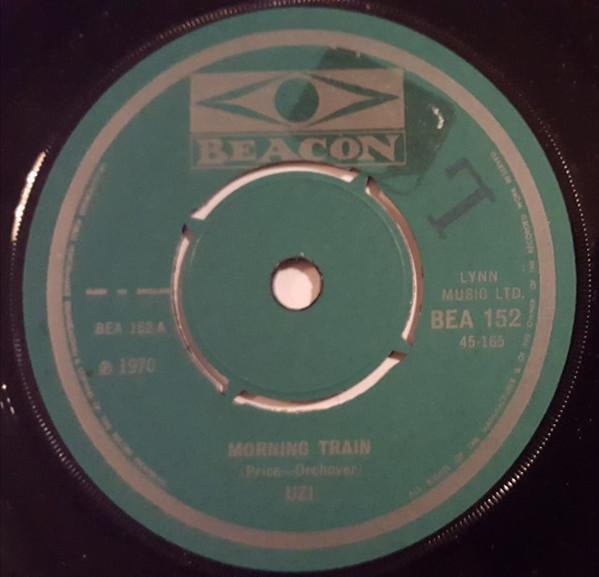 BEACON
7
LYNN
MUSIC LTD.
MADE IN ENGLAND
BEA 152
BEA 152 A
45-165
℗ 1970
MORNING TRAIN
(Price—Orchover)
UZI